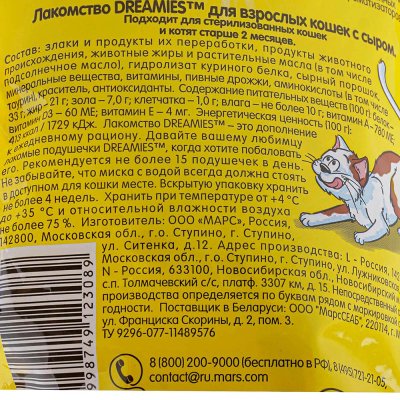 Лакомство DREAMIES™ для взрослых кошек с сыром.
Подходит для стерилизованных кошек
и котят старше 2 месяцев.
Состав: злаки и продукты их переработки, продукты животного
происхождения, животные жиры и растительные масла (в том числе
подсолнечное масло), гидролизат куриного белка, сырный порошок,
минеральные вещества, витамины, пивные дрожжи, аминокислоты (в том числе
таурин), краситель, антиоксиданты. Содержание питательных веществ (100 г): белок -
33 г; жир - 21 г; зола - 7,0 г; клетчатка - 1,0 г; влага - не более 10 г; витамин А - 780 МЕ;
витамин D3 - 60 МЕ; витамин Е - 4 мг. Энергетическая ценность (100 г):
ккал / 1729 кДж. Лакомство DREAMIES™ - это дополнение
к ежедневному рациону. Давайте вашему любимцу
лакомые подушечки DREAMIES™, когда хотите побаловать
его. Рекомендуется не более 15 подушечек в день.
Не забывайте, что миска с водой всегда должна стоять
в доступном для кошки месте. Вскрытую упаковку хранить
не более 4 недель. Хранить при температуре от +4 °С
до +35 °С и относительной влажности воздуха
не более 75 %. Изготовитель: ООО «МАРС», Россия,
142800, Московская обл., г.о. Ступино, г. Ступино,
ул. Ситенка, д.12. Адрес производства: L - Россия,
Московская обл., г.о. Ступино, г. Ступино, ул.
N - Россия, 633100, Новосибирская обл., Новосибирский
с.п. Толмачевский с/с, платф. 3307 км, д. 15. Непосредственный
производства определяется по буквам рядом с маркировкой
годности. Поставщик в Беларуси: ООО "МарсСЕАБ", 220114, г.
ул. Франциска Скорины, д. 2, пом. 3.
ТУ 9296-077-11489576
8 (800) 200-9000 (бесплатно в РФ), 8 (495) 721-21-05,
contact@ru.mars.com